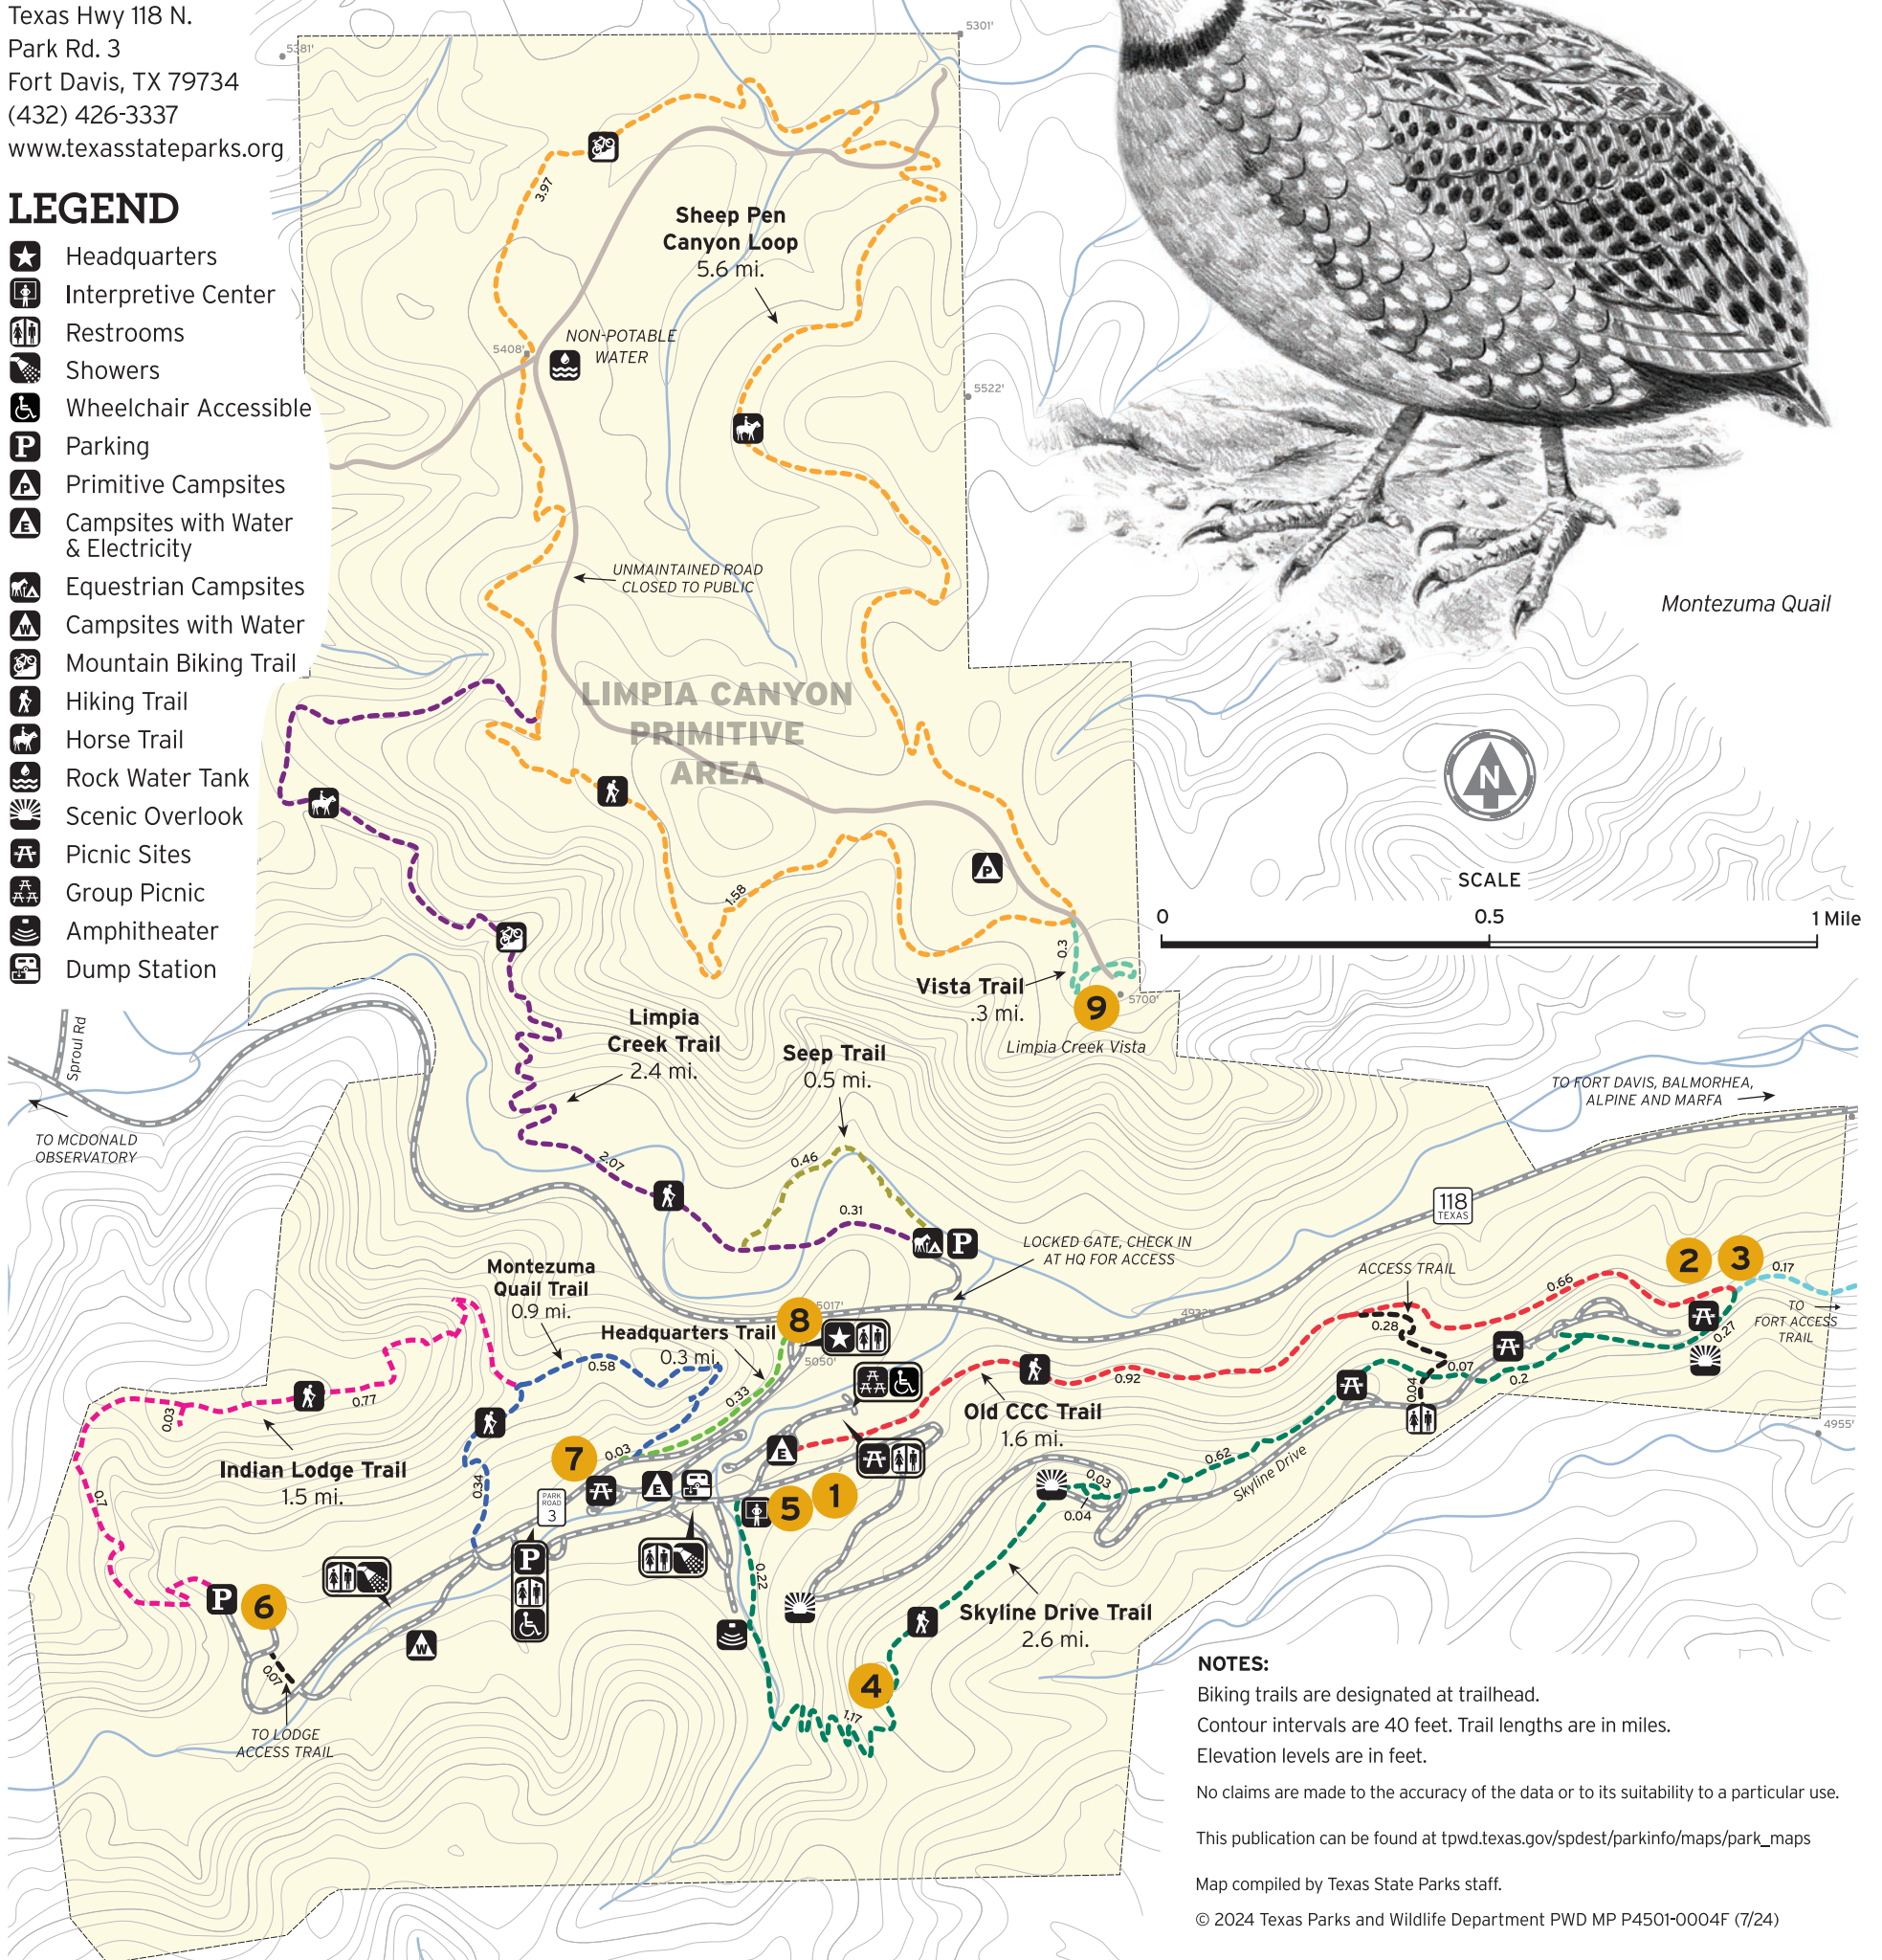 Texas Hwy 118 N.
Park Rd. 3
Fort Davis, TX 79734
(432) 426-3337
www.texasstateparks.org
LEGEND
Headquarters
Interpretive Center
Restrooms
Showers
Wheelchair Accessible
P Parking
P Primitive Campsites
E Campsites with Water
& Electricity
Equestrian Campsites
W Campsites with Water
Mountain Biking Trail
Hiking Trail
Horse Trail
Rock Water Tank
Scenic Overlook
Picnic Sites
Group Picnic
Amphitheater
Dump Station
5381'
5301'
3.97
Sheep Pen
Canyon Loop
5.6 mi.
5408'
NON-POTABLE
WATER
5522'
UNMAINTAINED ROAD
CLOSED TO PUBLIC
Montezuma Quail
LIMPIA CANYON
PRIMITIVE
AREA
N
P
1.58
SCALE
0 0.5 1 Mile
0.3
Vista Trail
.3 mi.
9
5700'
Limpia Creek Vista
Sproul Rd
TO MCDONALD
OBSERVATORY
Limpia
Creek Trail
2.4 mi.
Seep Trail
0.5 mi.
TO FORT DAVIS, BALMORHEA,
ALPINE AND MARFA
2.07
0.46
0.31
P
118
TEXAS
LOCKED GATE, CHECK IN
AT HQ FOR ACCESS
ACCESS TRAIL
2
3
0.17
0.66
TO
FORT ACCESS
TRAIL
Montezuma
Quail Trail
0.9 mi.
8
5017'
4932'
Headquarters Trail
0.3 mi.
5050'
0.28
0.27
0.58
0.07
0.2
0.04
0.92
0.33
0.77
0.03
Old CCC Trail
1.6 mi.
4955'
Indian Lodge Trail
1.5 mi.
7
0.03
E
E
0.62
Skyline Drive
0.7
0.34
PARK
ROAD
3
5
1
0.03
0.04
P
0.22
P
6
Skyline Drive Trail
2.6 mi.
W
0.07
4
1.17
TO LODGE
ACCESS TRAIL
NOTES:
Biking trails are designated at trailhead.
Contour intervals are 40 feet. Trail lengths are in miles.
Elevation levels are in feet.
No claims are made to the accuracy of the data or to its suitability to a particular use.
This publication can be found at tpwd.texas.gov/spdest/parkinfo/maps/park_maps
Map compiled by Texas State Parks staff.
© 2024 Texas Parks and Wildlife Department PWD MP P4501-0004F (7/24)